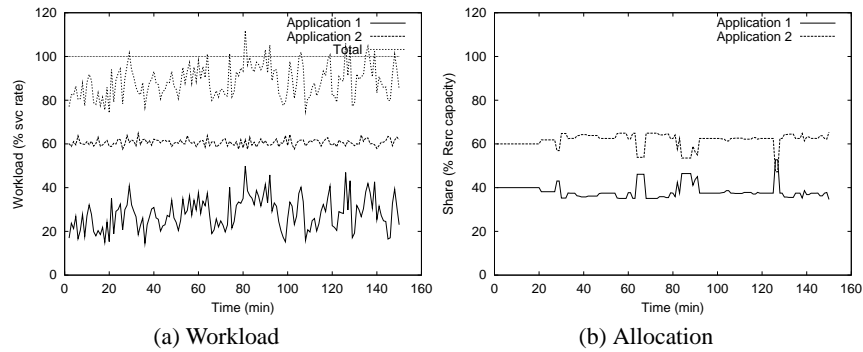 120
100
80
60
40
20
0
Workload (% svc rate)
Application 1
Application 2
Total
0 20 40 60 80 100 120 140 160
Time (min)
(a) Workload
120
100
80
60
40
20
0
Share (% Rsrc capacity)
Application 1
Application 2
0 20 40 60 80 100 120 140 160
Time (min)
(b) Allocation